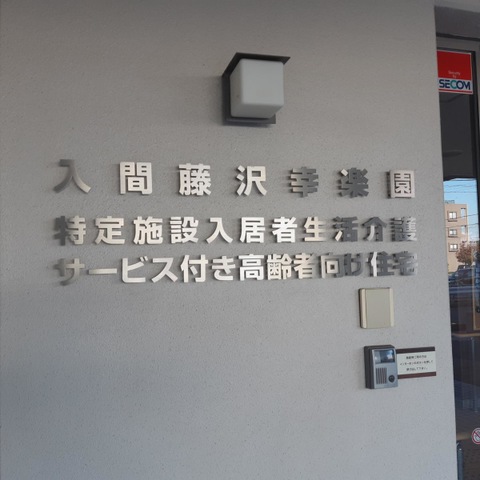 SECOM
入間藤沢幸楽園
特定施設入居者生活介護
サービス付き高齢者向け住宅